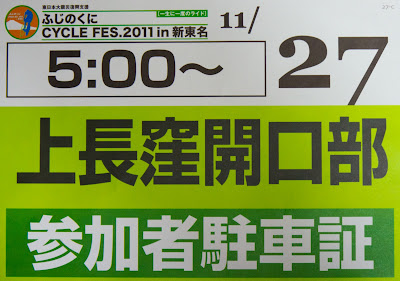 東日本大震災復興支援
ふじのくに 【一生に一度のライド】
CYCLE FES.2011 in 新東名 11/27
5:00〜
上長窪開口部
参加者駐車証